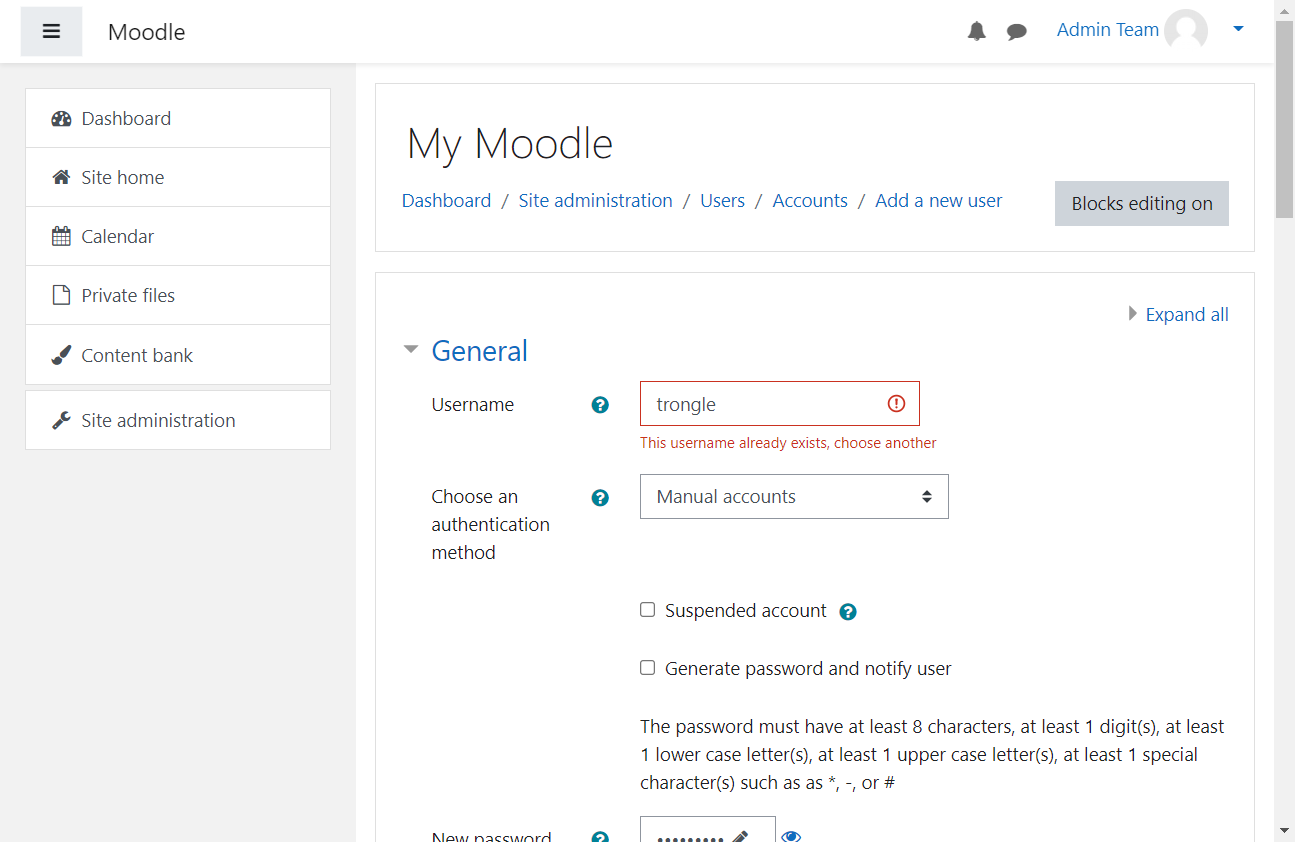 Moodle
Admin Team
Dashboard
Site home
Calendar
Private files
Content bank
Site administration
My Moodle
Dashboard / Site administration / Users / Accounts / Add a new user
Blocks editing on
Expand all
General
Username
trongle
This username already exists, choose another
Choose an
authentication
method
Manual accounts
Suspended account
Generate password and notify user
The password must have at least 8 characters, at least 1 digit(s), at least
1 lower case letter(s), at least 1 upper case letter(s), at least 1 special
character(s) such as as *, -, or #
New password